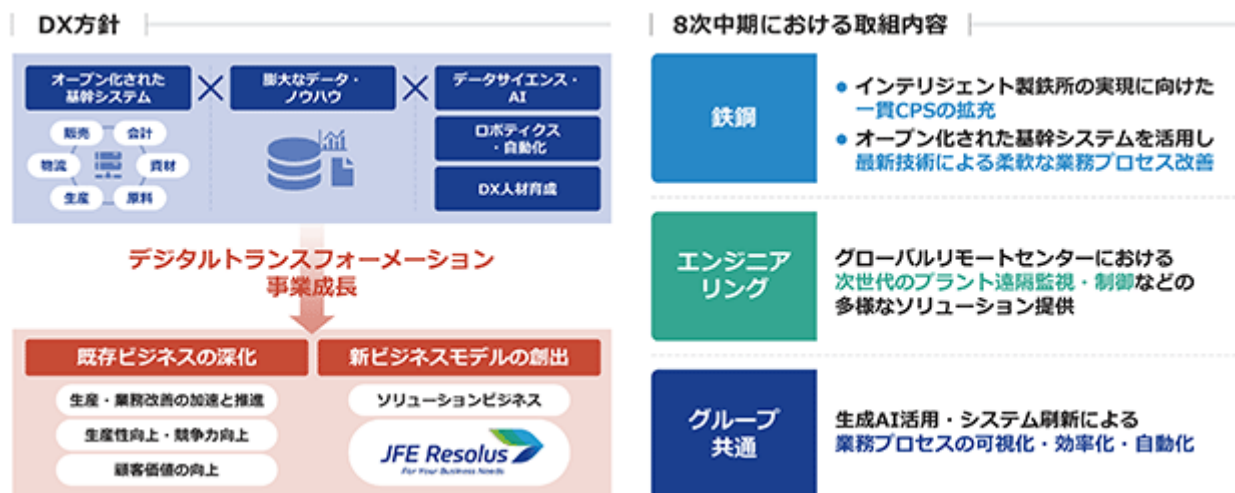 DX方針
オープン化された
基幹システム
膨大なデータ・
ノウハウ
データサイエンス・
AI
販売
会計
物流
資材
生産
原料
ロボティクス
・自動化
DX人材育成
デジタルトランスフォーメーション
事業成長
既存ビジネスの深化
生産・業務改善の加速と推進
生産性向上・競争力向上
顧客価値の向上
新ビジネスモデルの創出
ソリューションビジネス
JFE Resolus
For Your Business Needs
8次中期における取組内容
鉄鋼
● インテリジェント製鉄所の実現に向けた
一貫CPSの拡充
● オープン化された基幹システムを活用し
最新技術による柔軟な業務プロセス改善
エンジニア
リング
グローバルリモートセンターにおける
次世代のプラント遠隔監視・制御などの
多様なソリューション提供
グループ
共通
生成AI活用・システム刷新による
業務プロセスの可視化・効率化・自動化